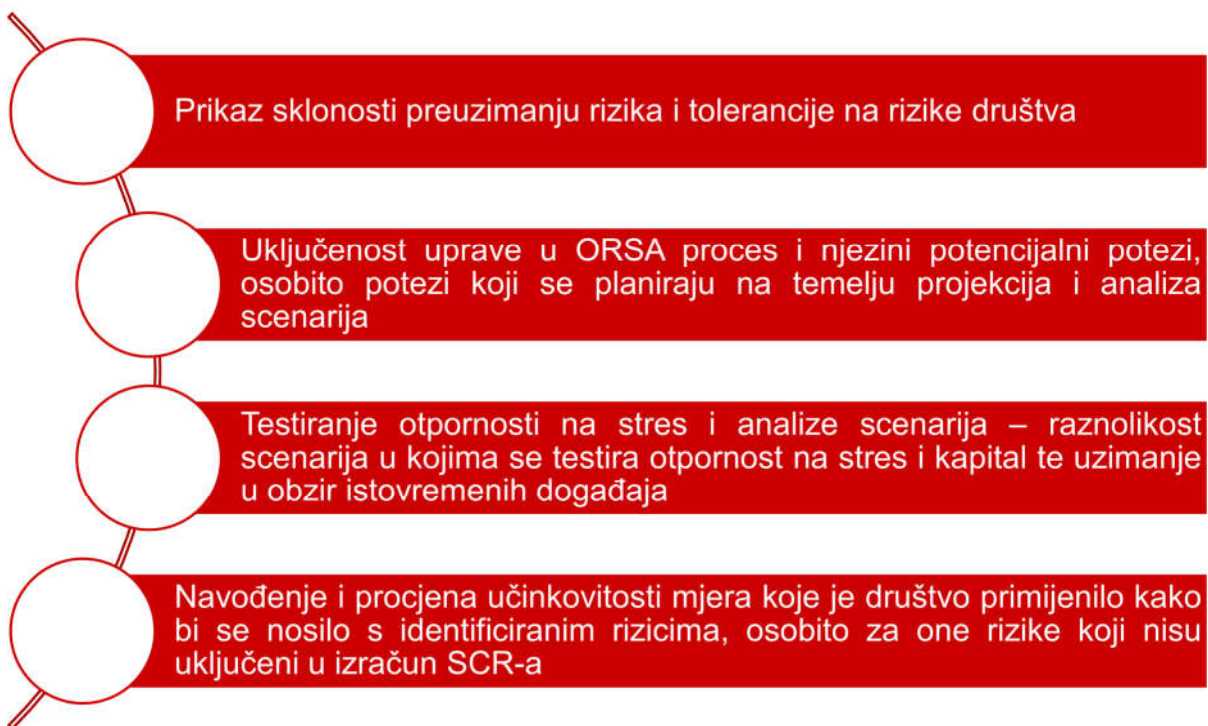 Prikaz sklonosti preuzimanju rizika i tolerancije na rizike društva
Uključenost uprave u ORSA proces i njezini potencijalni potezi,
osobito potezi koji se planiraju na temelju projekcija i analiza
scenarija
Testiranje otpornosti na stres i analize scenarija – raznolikost
scenarija u kojima se testira otpornost na stres i kapital te uzimanje
u obzir istovremenih događaja
Navođenje i procjena učinkovitosti mjera koje je društvo primijenilo kako
bi se nosilo s identificiranim rizicima, osobito za one rizike koji nisu
uključeni u izračun SCR-a